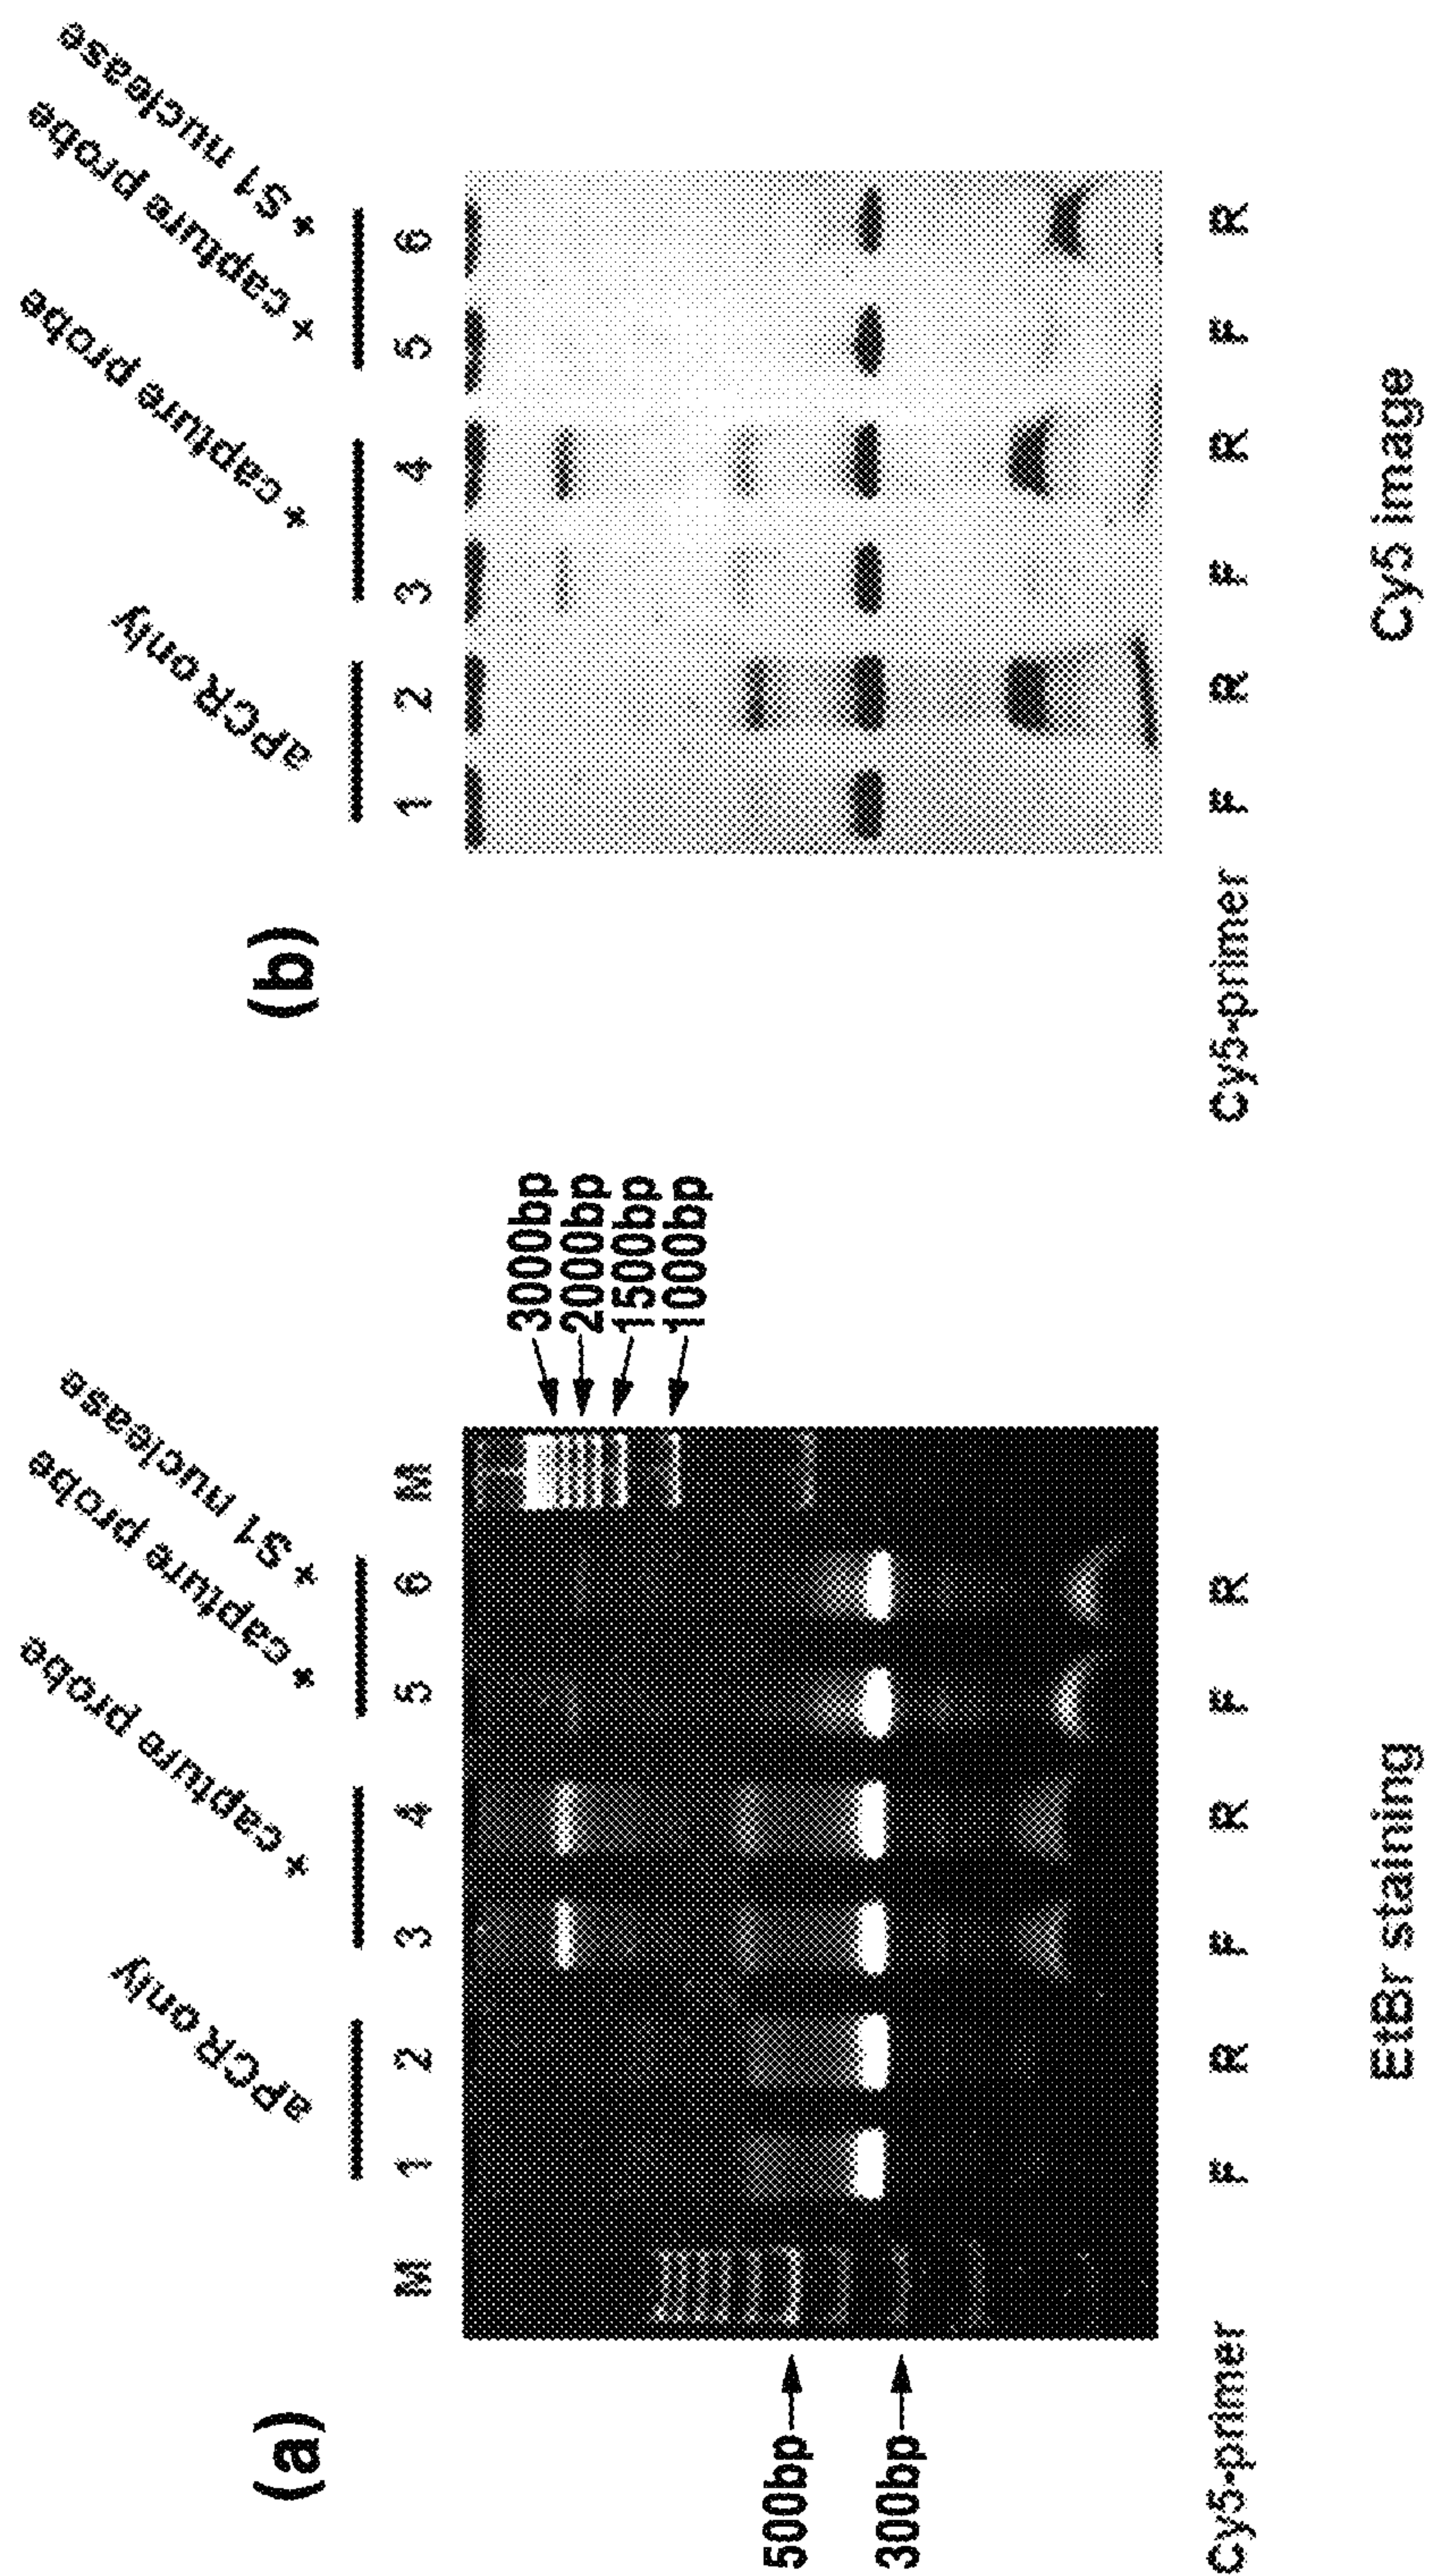 (a)
aPCR only
+ capture probe
+ capture probe
+ S1 nuclease
M 1 2 3 4 5 6 M
3000bp
2000bp
1500bp
1000bp
500bp
300bp
Cy5-primer F R F R F R
EtBr staining
(b)
aPCR only
+ capture probe
+ capture probe
+ S1 nuclease
1 2 3 4 5 6
Cy5-primer F R F R F R
Cy5 image